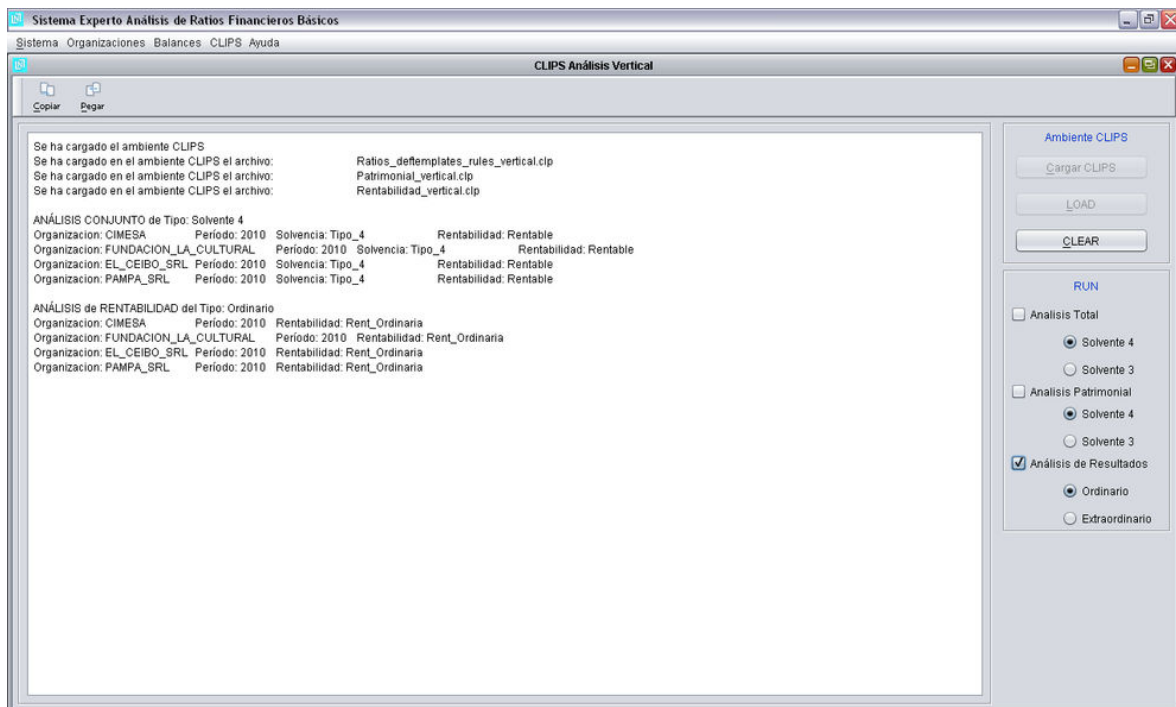 Sistema Experto Análisis de Ratios Financieros Básicos
Sistema Organizaciones Balances CLIPS Ayuda
CLIPS Análisis Vertical
Copiar Pegar
Se ha cargado el ambiente CLIPS
Se ha cargado en el ambiente CLIPS el archivo: Ratios_deftemplates_rules_vertical.clp
Se ha cargado en el ambiente CLIPS el archivo: Patrimonial_vertical.clp
Se ha cargado en el ambiente CLIPS el archivo: Rentabilidad_vertical.clp
ANÁLISIS CONJUNTO de Tipo: Solvente 4
Organizacion: CIMESA Período: 2010 Solvencia: Tipo_4 Rentabilidad: Rentable
Organizacion: FUNDACION_LA_CULTURAL Período: 2010 Solvencia: Tipo_4 Rentabilidad: Rentable
Organizacion: EL_CEIBO_SRL Período: 2010 Solvencia: Tipo_4 Rentabilidad: Rentable
Organizacion: PAMPA_SRL Período: 2010 Solvencia: Tipo_4 Rentabilidad: Rentable
ANÁLISIS de RENTABILIDAD del Tipo: Ordinario
Organizacion: CIMESA Período: 2010 Rentabilidad: Rent_Ordinaria
Organizacion: FUNDACION_LA_CULTURAL Período: 2010 Rentabilidad: Rent_Ordinaria
Organizacion: EL_CEIBO_SRL Período: 2010 Rentabilidad: Rent_Ordinaria
Organizacion: PAMPA_SRL Período: 2010 Rentabilidad: Rent_Ordinaria
Ambiente CLIPS
Cargar CLIPS
LOAD
CLEAR
RUN
Analisis Total
Solvente 4
Solvente 3
Analisis Patrimonial
Solvente 4
Solvente 3
Análisis de Resultados
Ordinario
Extraordinario